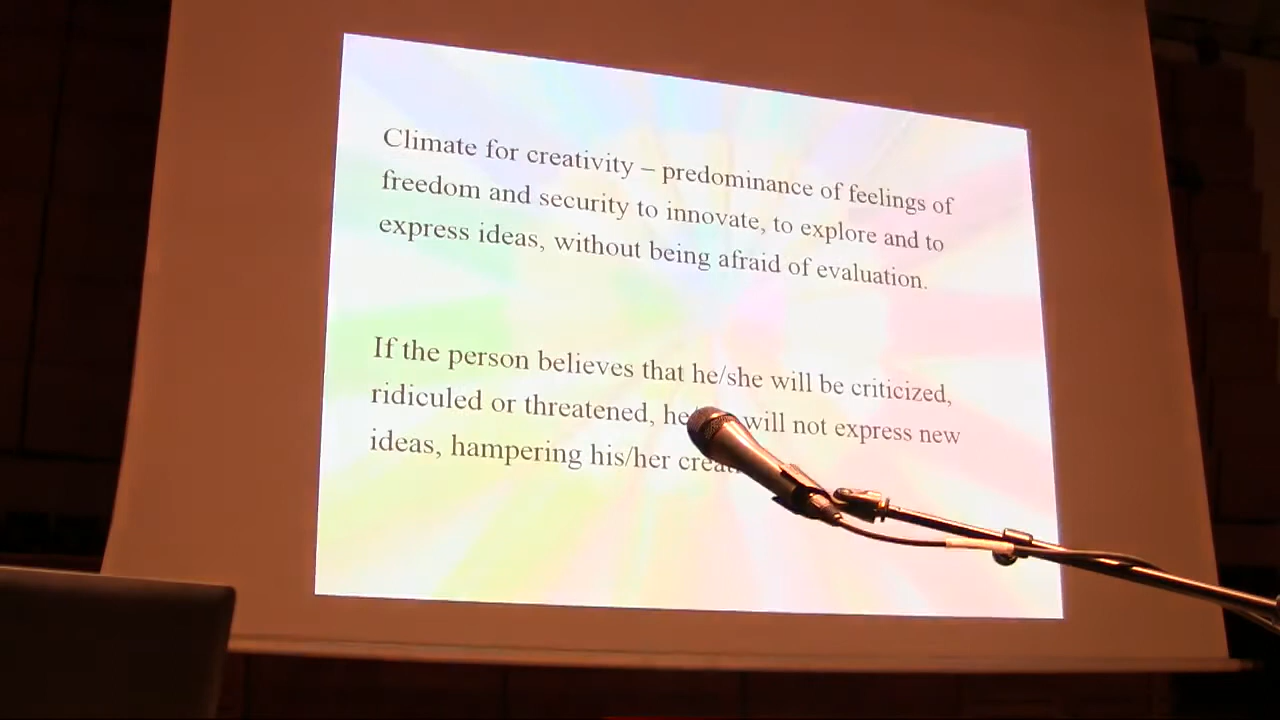 Climate for creativity – predominance of feelings of
freedom and security to innovate, to explore and to
express ideas, without being afraid of evaluation.
If the person believes that he/she will be criticized,
ridiculed or threatened, will not express new
ideas, hampering his/her